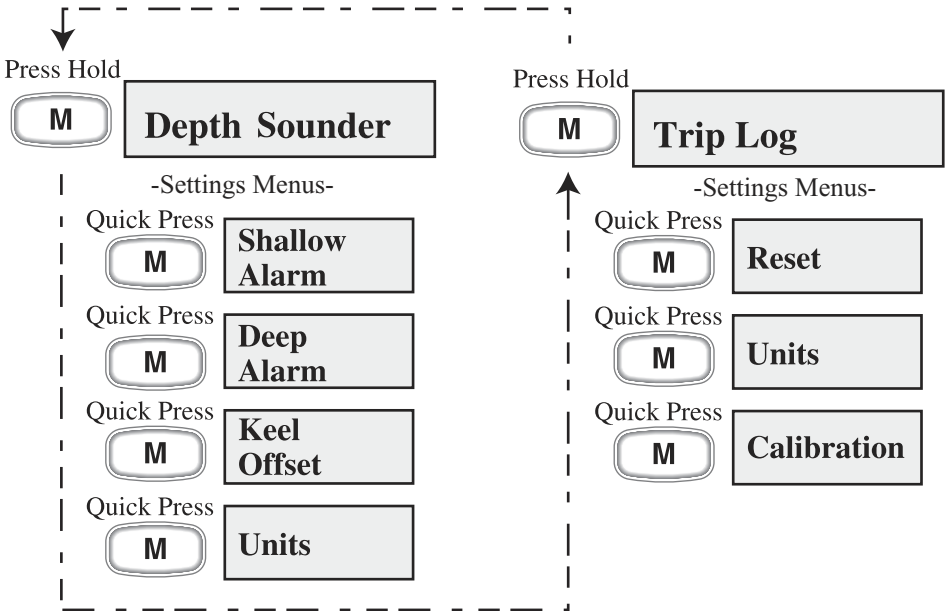 Press Hold
M
Depth Sounder
-Settings Menus-
Quick Press
M
Shallow
Alarm
Quick Press
M
Deep
Alarm
Quick Press
M
Keel
Offset
Quick Press
M
Units
Press Hold
M
Trip Log
-Settings Menus-
Quick Press
M
Reset
Quick Press
M
Units
Quick Press
M
Calibration